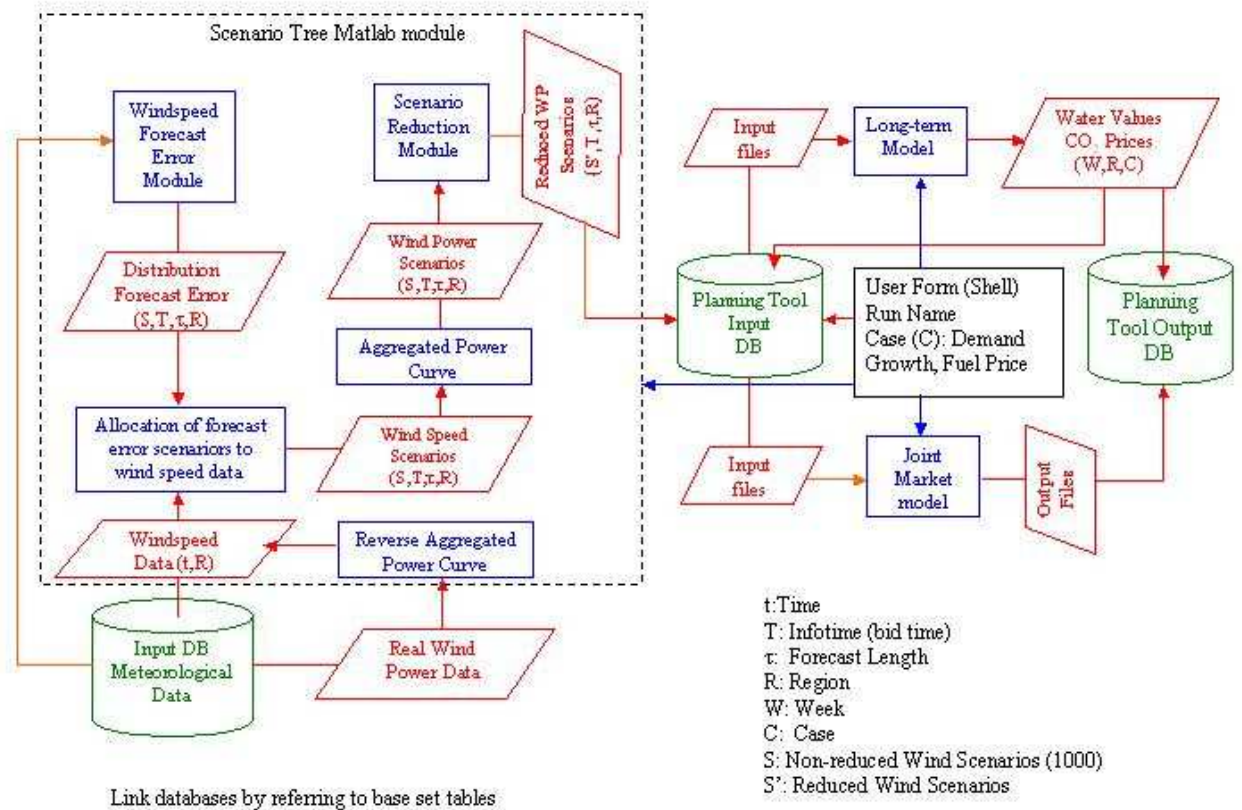 Scenario Tree Matlab module
Windspeed
Forecast
Error
Module
Scenario
Reduction
Module
Reduced WP
Scenarios
(S',T,τ,R)
Distribution
Forecast Error
(S,T,τ,R)
Wind Power
Scenarios
(S,T,τ,R)
Aggregated Power
Curve
Allocation of forecast
error scenariors to
wind speed data
Wind Speed
Scenarios
(S,T,τ,R)
Windspeed
Data (t,R)
Reverse Aggregated
Power Curve
Input DB
Meteorological
Data
Real Wind
Power Data
Input
files
Long-term
Model
Water Values
CO, Prices
(W,R,C)
Planning Tool
Input
DB
User Form (Shell)
Run Name
Case (C): Demand
Growth, Fuel Price
Planning
Tool Output
DB
Input
files
Joint
Market
model
Output
Files
t:Time
T: Infotime (bid time)
τ: Forecast Length
R: Region
W: Week
C: Case
S: Non-reduced Wind Scenarios (1000)
S': Reduced Wind Scenarios
Link databases by referring to base set tables